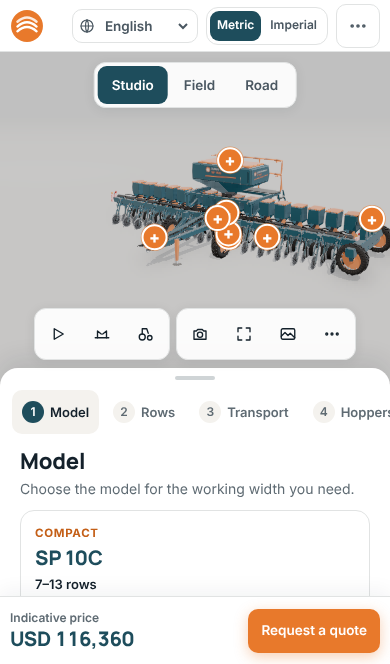 English
Metric
Imperial
Studio
Field
Road
1 Model
2 Rows
3 Transport
4 Hoppers
Model
Choose the model for the working width you need.
COMPACT
SP 10C
7–13 rows
Indicative price
USD 116,360
Request a quote